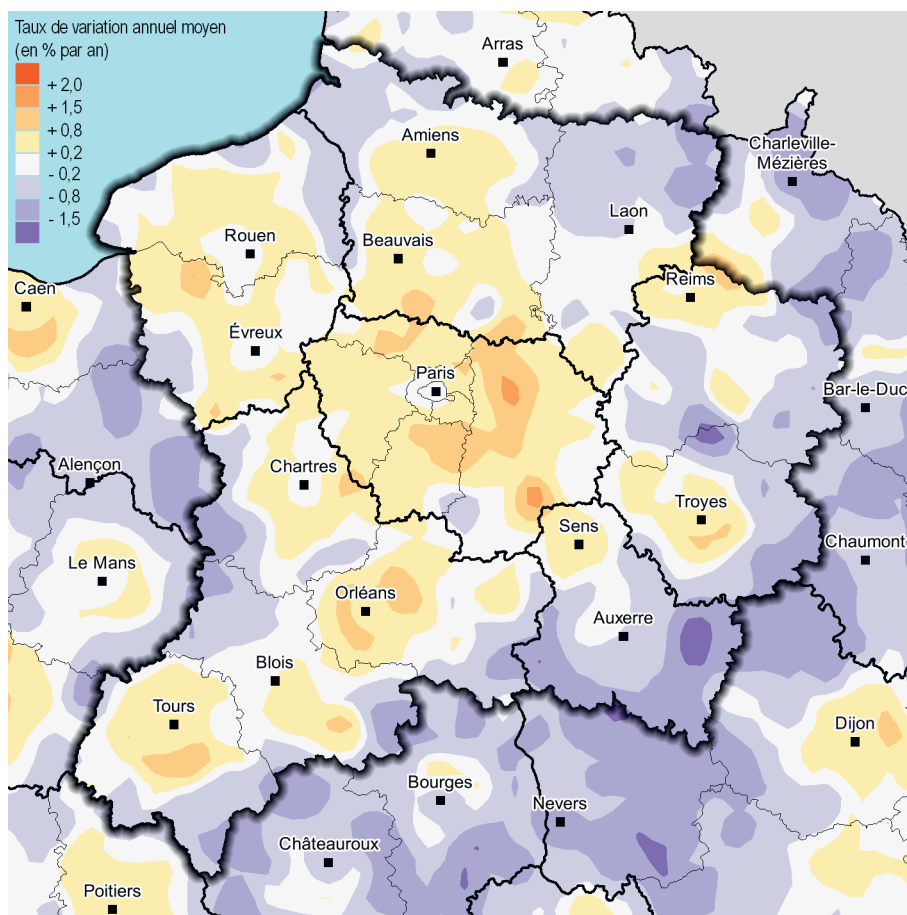 Taux de variation annuel moyen
(en % par an)
+ 2,0
+ 1,5
+ 0,8
+ 0,2
- 0,2
- 0,8
- 1,5
Arras
Amiens
Charleville-
Mézières
Laon
Rouen
Beauvais
Reims
Caen
Évreux
Paris
Bar-le-Duc
Alençon
Chartres
Troyes
Sens
Chaumont
Le Mans
Orléans
Auxerre
Blois
Tours
Dijon
Bourges
Nevers
Châteauroux
Poitiers